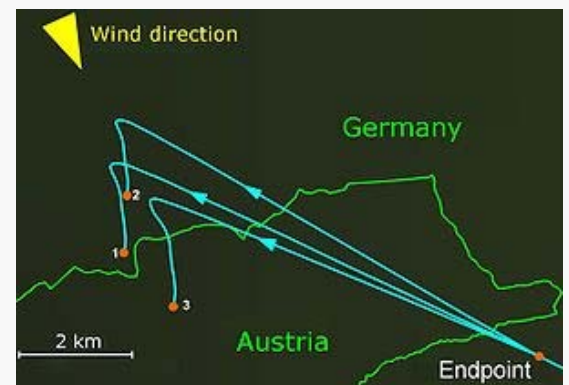 Wind direction
Germany
2
1
3
2 km
Austria
Endpoint